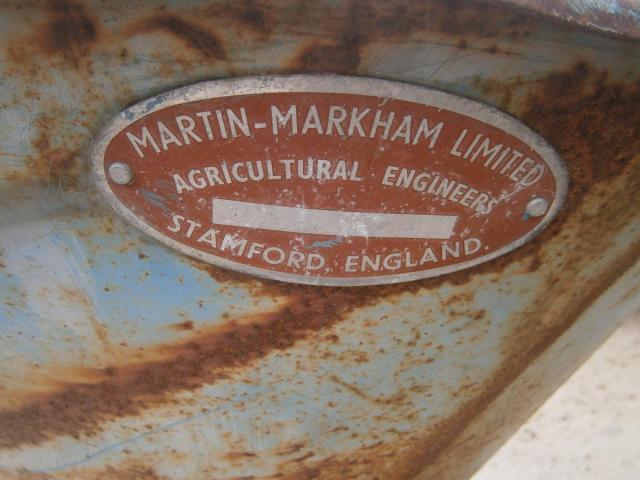 MARTIN-MARKHAM LIMITED
AGRICULTURAL ENGINEERS
STAMFORD, ENGLAND.